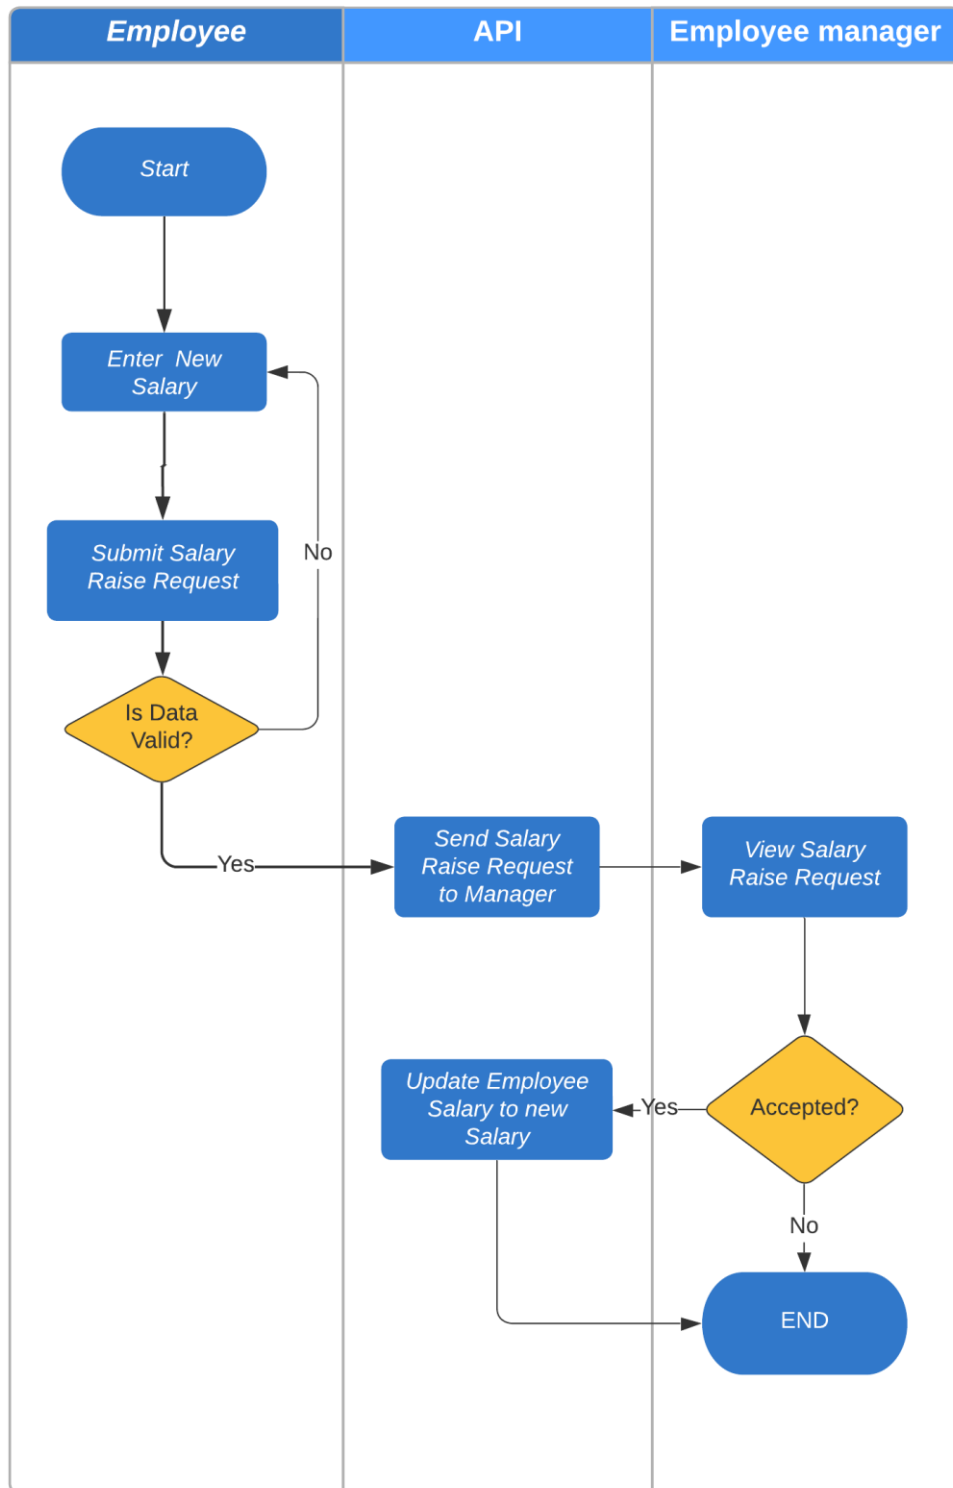 Employee
API
Employee manager
Start
Enter New
Salary
Submit Salary
Raise Request
No
Is Data
Valid?
Yes
Send Salary
Raise Request
to Manager
View Salary
Raise Request
Update Employee
Salary to new
Salary
Yes
Accepted?
No
END